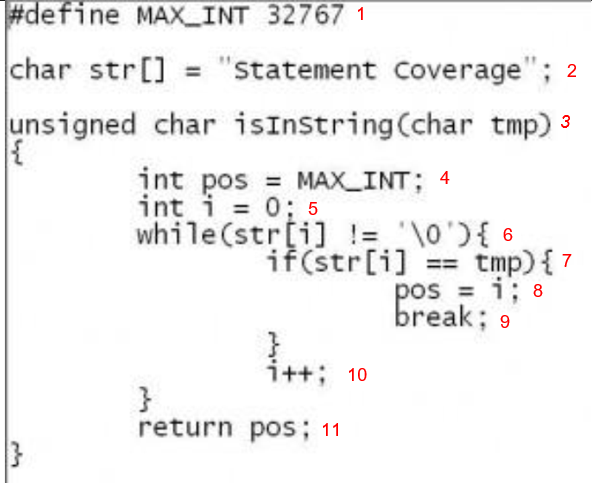 #define MAX_INT 32767 1
char str[] = "Statement Coverage"; 2
unsigned char isInString(char tmp) 3
{
int pos = MAX_INT; 4
int i = 0; 5
while(str[i] != '\0'){ 6
if(str[i] == tmp){ 7
pos = i; 8
break; 9
}
i++; 10
}
return pos; 11
}